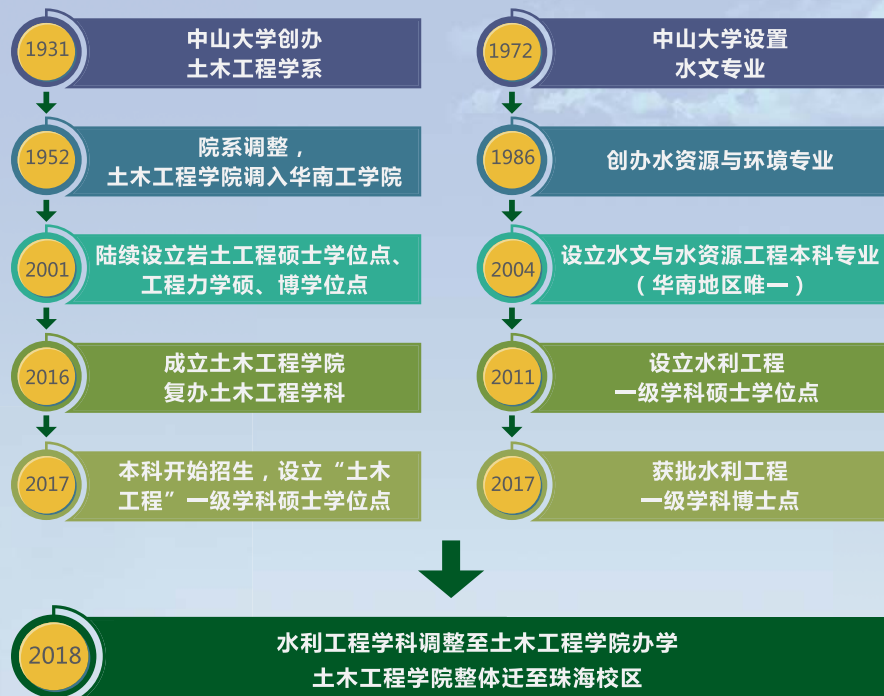 1931
中山大学创办
土木工程学系
1952
院系调整，
土木工程学院调入华南工学院
2001
陆续设立岩土工程硕士学位点、
工程力学硕、博学位点
2016
成立土木工程学院
复办土木工程学科
2017
本科开始招生，设立“土木
工程”一级学科硕士学位点
1972
中山大学设置
水文专业
1986
创办水资源与环境专业
2004
设立水文与水资源工程本科专业
（华南地区唯一）
2011
设立水利工程
一级学科硕士学位点
2017
获批水利工程
一级学科博士点
2018
水利工程学科调整至土木工程学院办学
土木工程学院整体迁至珠海校区